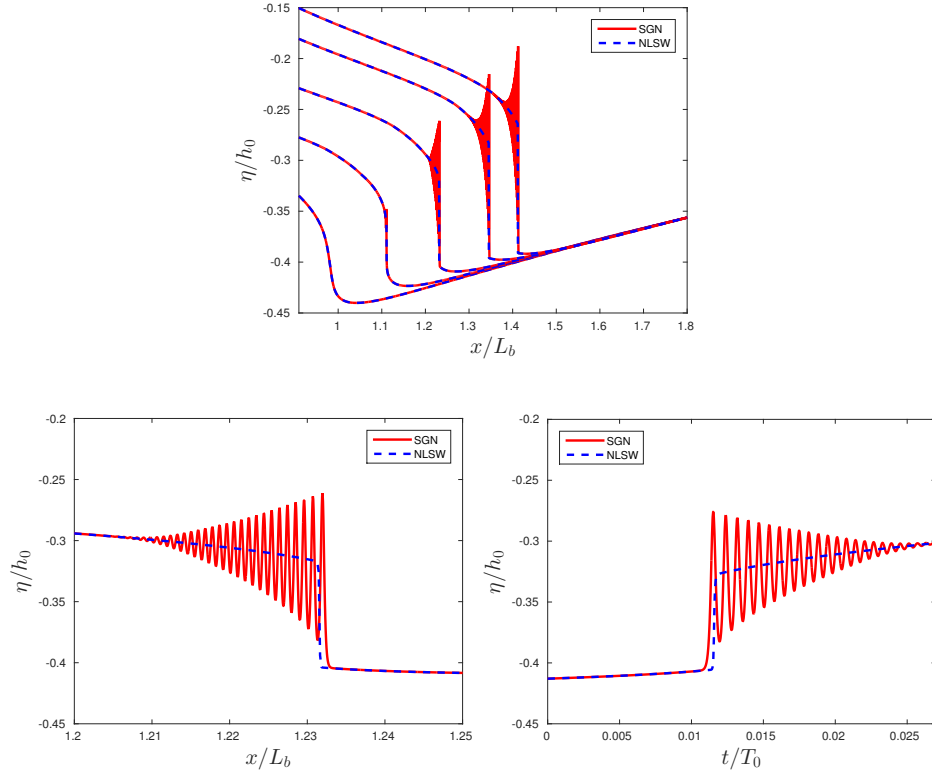 -0.15
-0.2
-0.25
-0.3
-0.35
-0.4
-0.45
η/h₀
1 1.1 1.2 1.3 1.4 1.5 1.6 1.7 1.8
x/L_b
SGN
NLSW
-0.2
-0.25
-0.3
-0.35
-0.4
-0.45
η/h₀
1.2 1.21 1.22 1.23 1.24 1.25
x/L_b
SGN
NLSW
-0.2
-0.25
-0.3
-0.35
-0.4
-0.45
η/h₀
0 0.005 0.01 0.015 0.02 0.025
t/T₀
SGN
NLSW